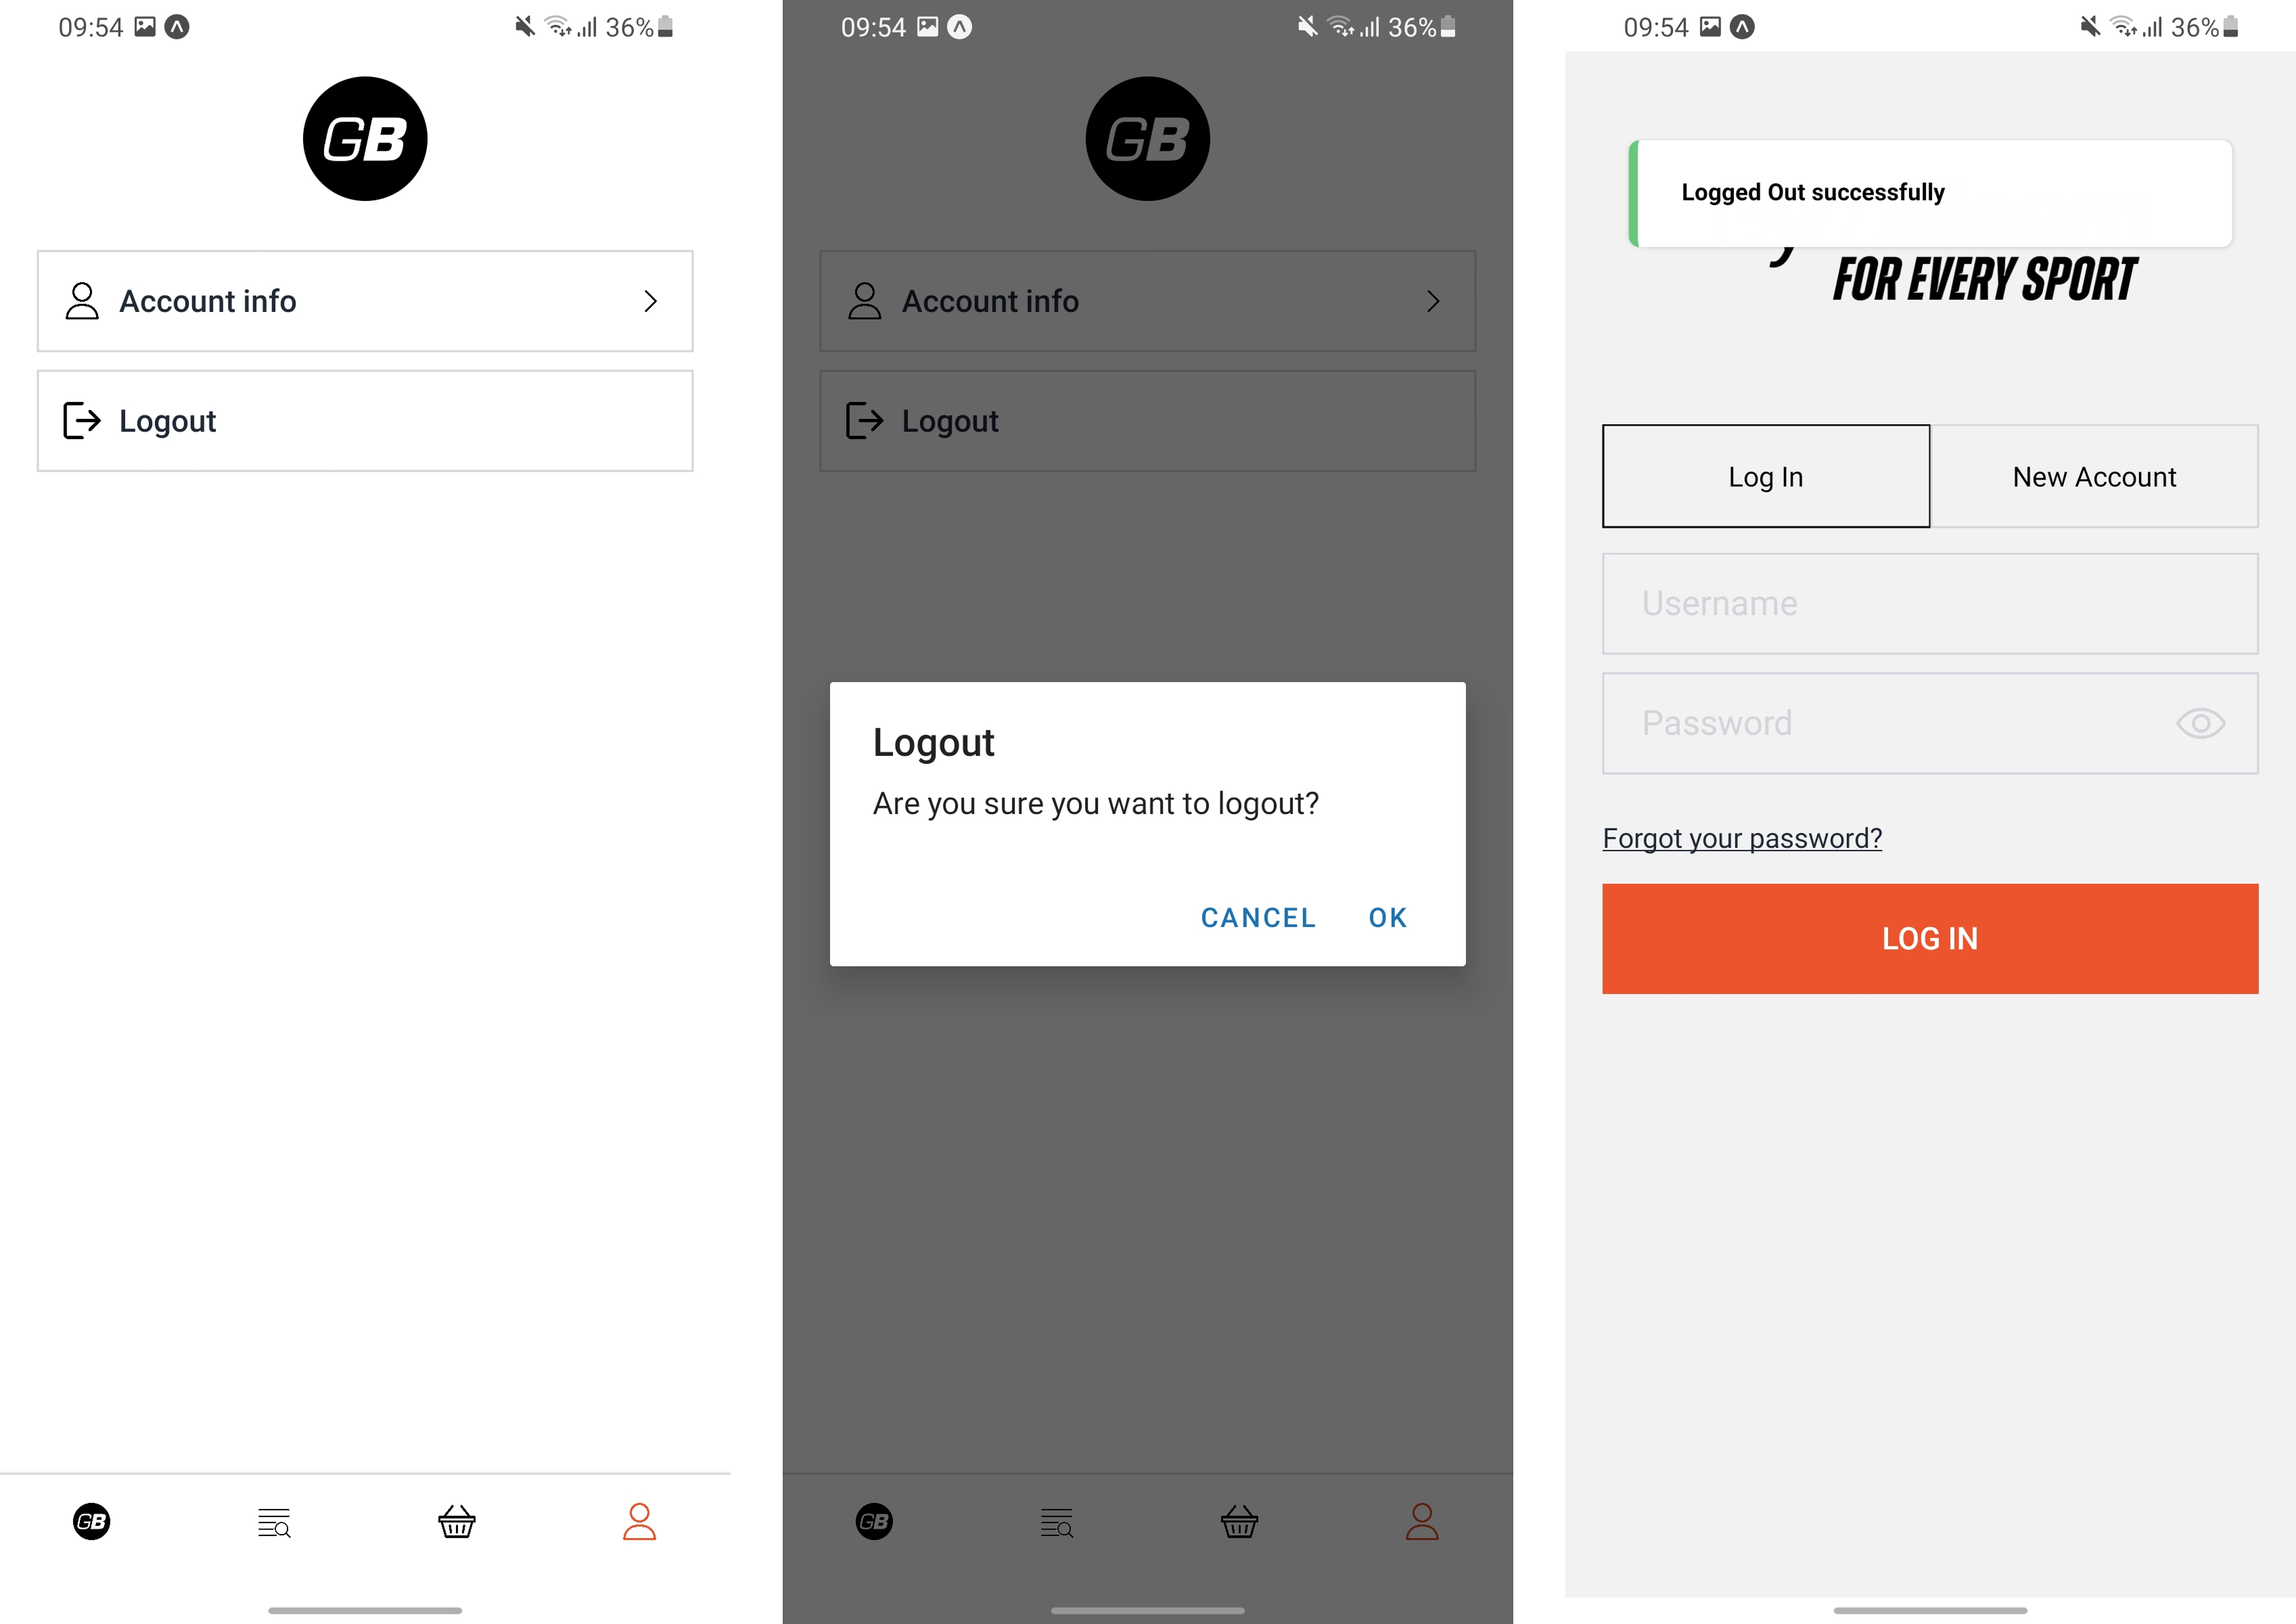 09:54
36%
GB
Account info
Logout
GB
09:54
36%
GB
Account info
Logout
Logout
Are you sure you want to logout?
CANCEL OK
GB
09:54
36%
Logged Out successfully
FOR EVERY SPORT
Log In
New Account
Username
Password
Forgot your password?
LOG IN